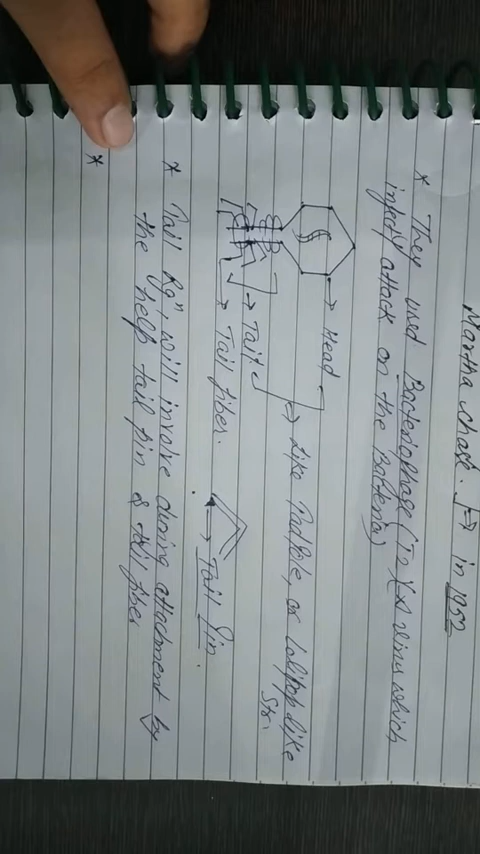 Martha Chase. in 1952
* They used Bacteriophage (T2) (A virus which
infectly attack on the Bacteria)
→ Head
→ Like Tadpole, or Lollipop like
str.
→ Tail
→ Tail fiber.
→ Tail Pin.
* Tail Rgⁿ, will involve during attachment by
the help tail pin & tail fiber
*